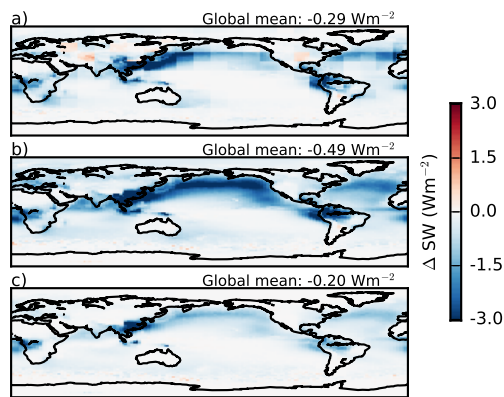 a)
Global mean: -0.29 Wm⁻²
b)
Global mean: -0.49 Wm⁻²
c)
Global mean: -0.20 Wm⁻²
3.0
1.5
0.0
-1.5
-3.0
Δ SW (Wm⁻²)